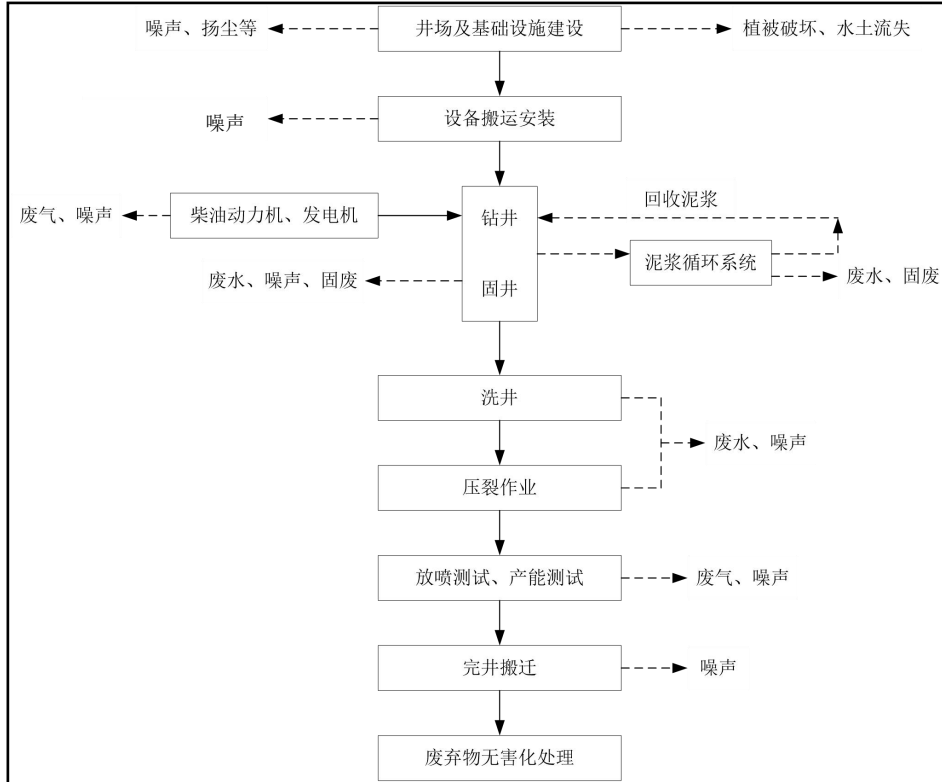 噪声、扬尘等
井场及基础设施建设
植被破坏、水土流失
噪声
设备搬运安装
回收泥浆
废气、噪声
柴油动力机、发电机
钻井
泥浆循环系统
废水、噪声、固废
固井
废水、固废
洗井
废水、噪声
压裂作业
放喷测试、产能测试
废气、噪声
完井搬迁
噪声
废弃物无害化处理